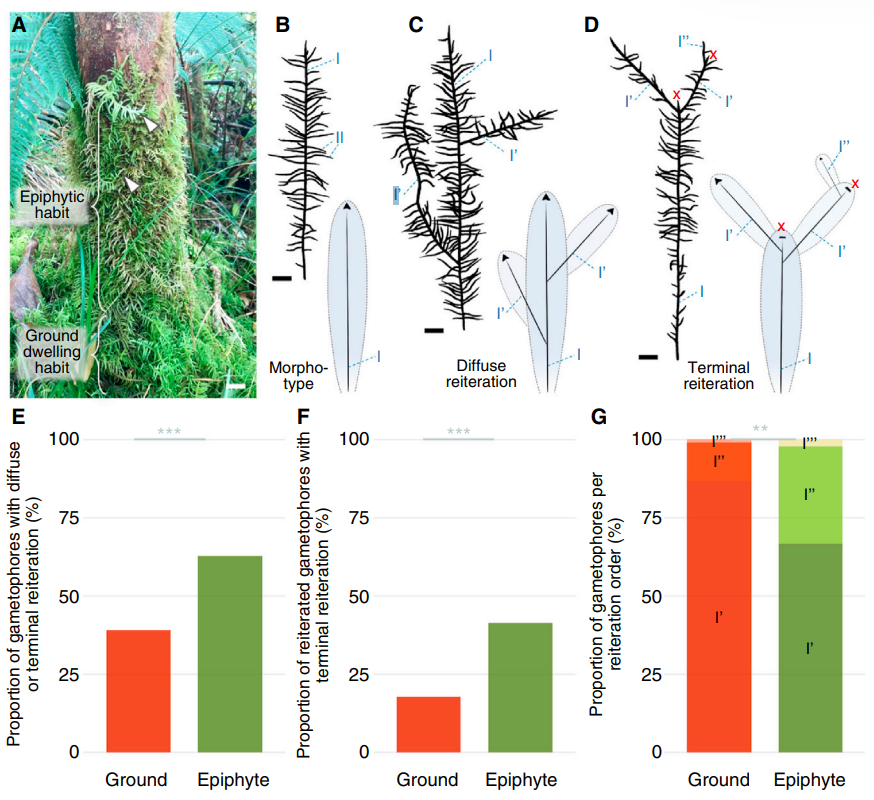 A
Epiphytic
habit
Ground
dwelling
habit
B
I
II
Morpho-
type
I
C
I
I'
I'
Diffuse
reiteration
I'
I'
I
D
I''
x
x
I'
I'
I
Terminal
reiteration
I''
x
x
I'
I'
I
E
Proportion of gametophores with diffuse
or terminal reiteration (%)
100
75
50
25
0
***
Ground
Epiphyte
F
Proportion of reiterated gametophores with
terminal reiteration (%)
100
75
50
25
0
***
Ground
Epiphyte
G
Proportion of gametophores per
reiteration order (%)
100
75
50
25
0
**
I'''
I''
I'
I'''
I''
I'
Ground
Epiphyte